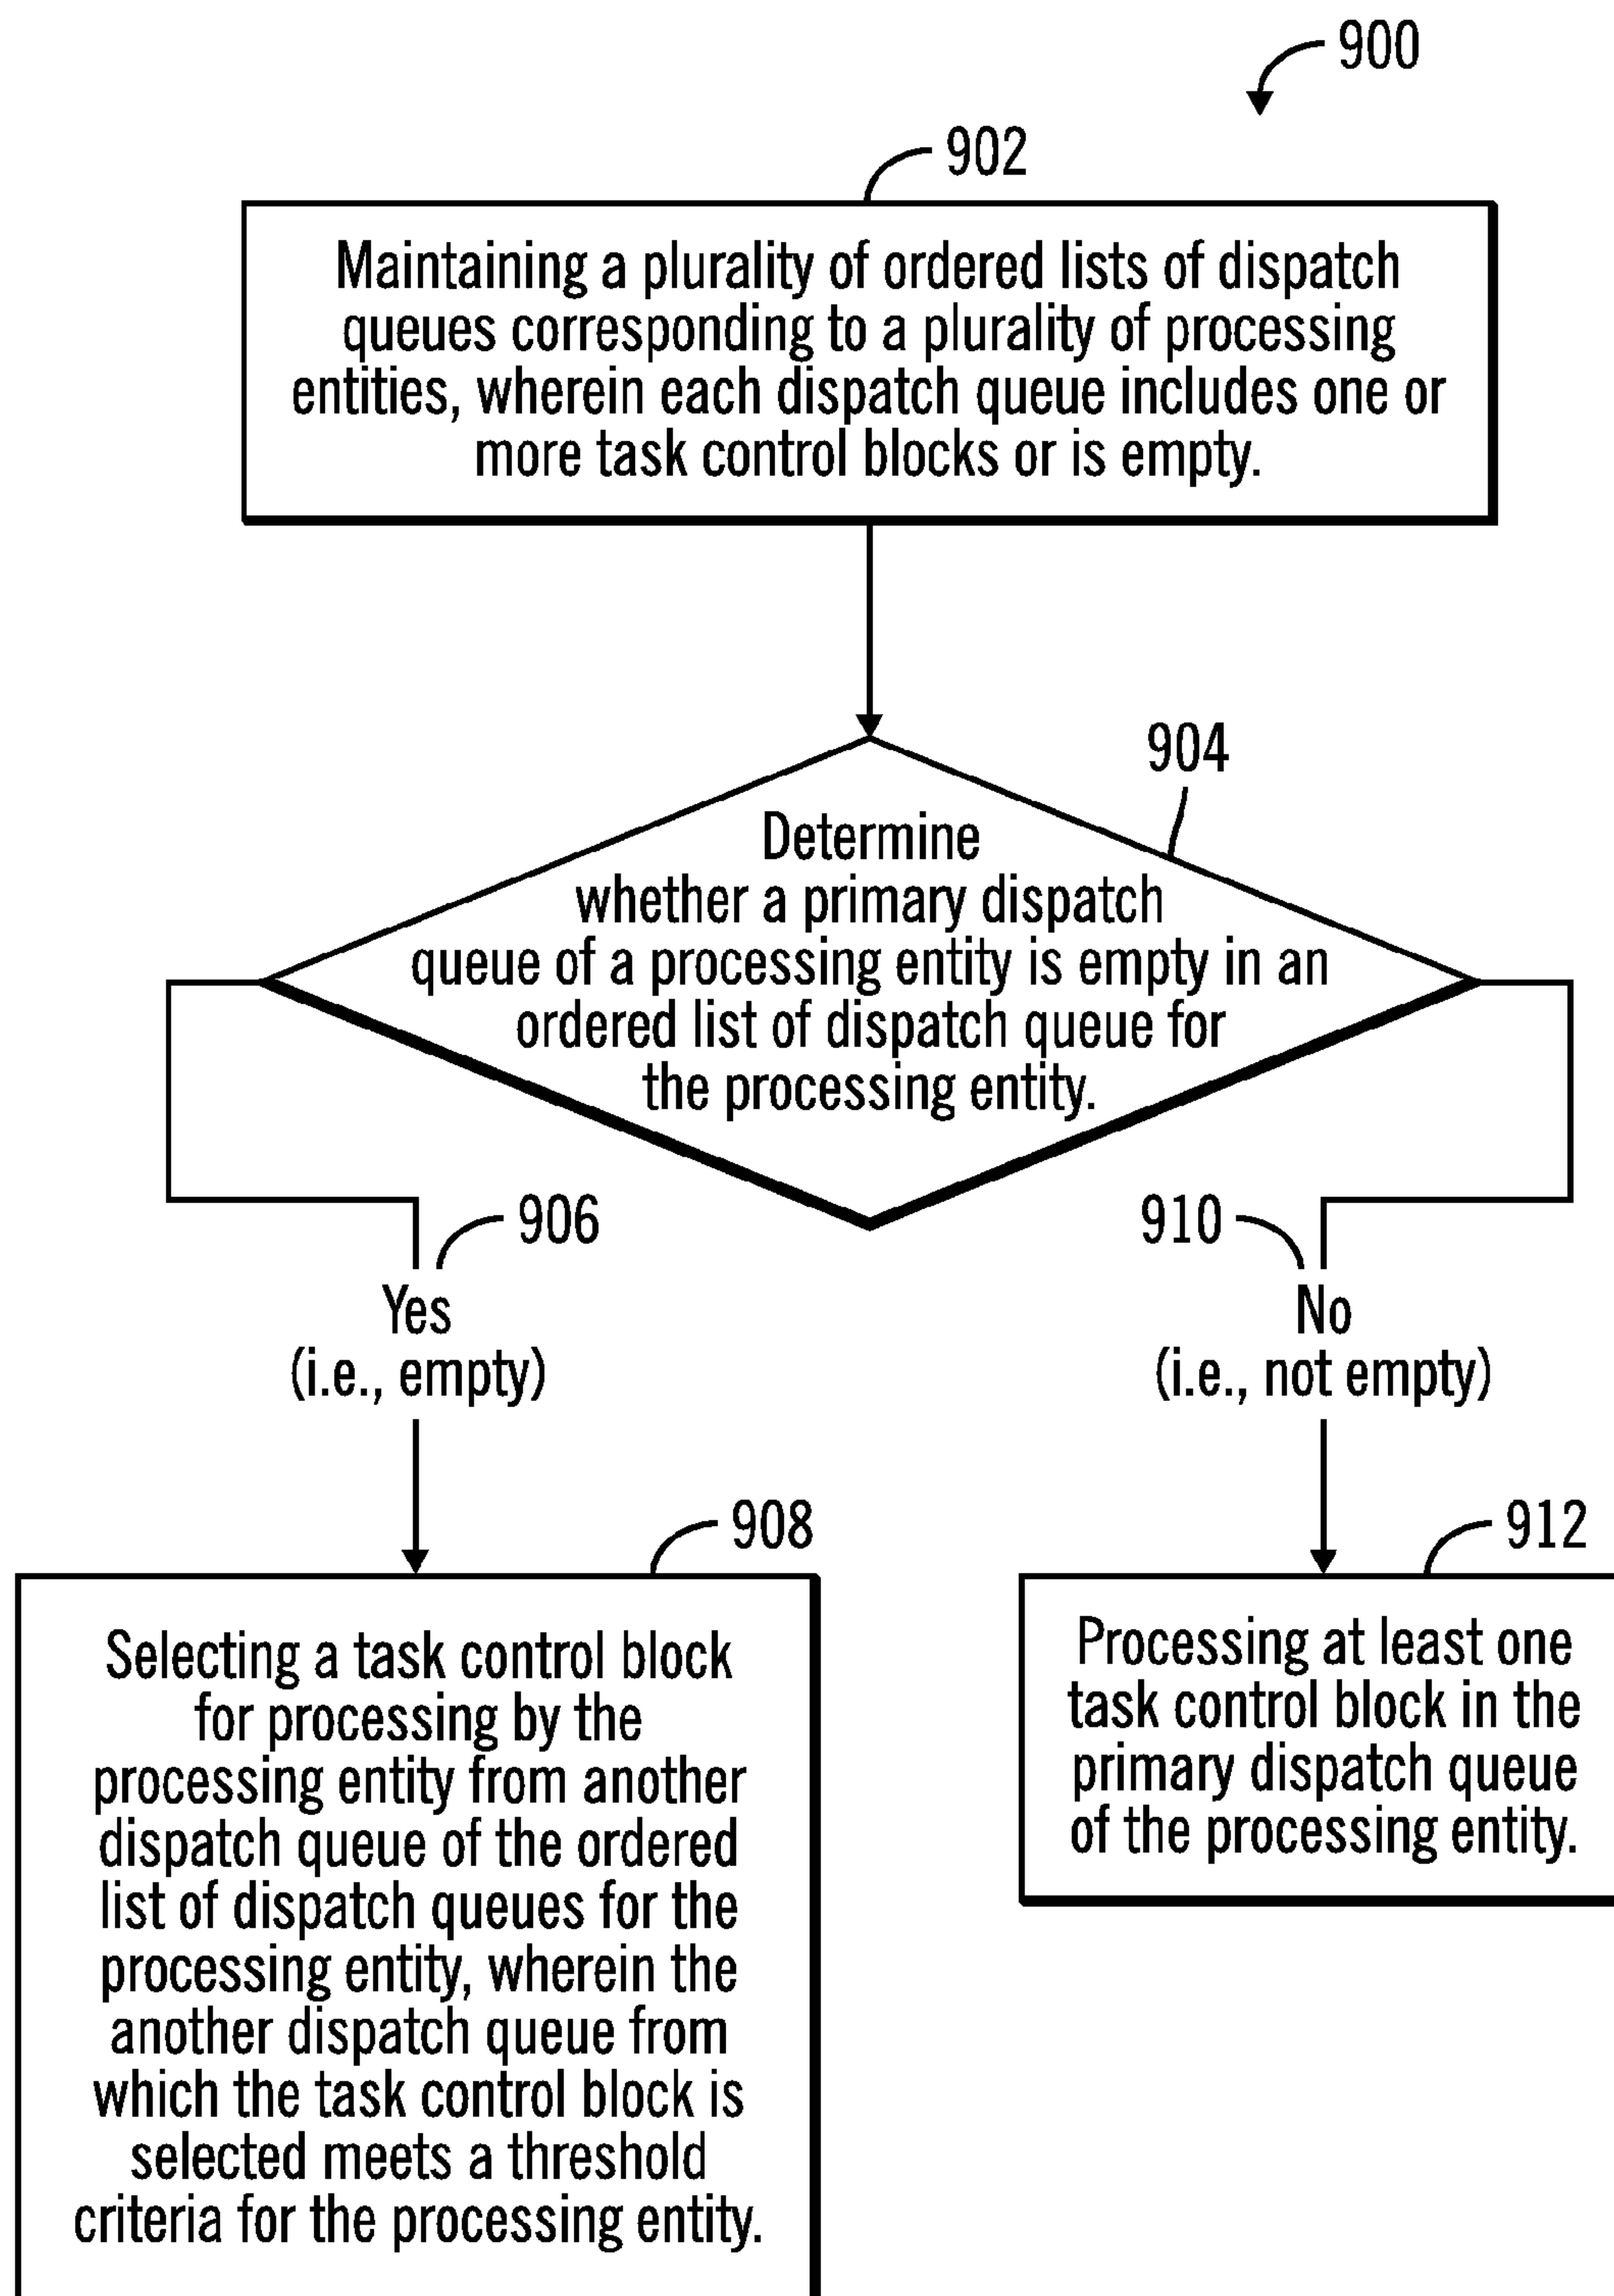 900
902
Maintaining a plurality of ordered lists of dispatch
queues corresponding to a plurality of processing
entities, wherein each dispatch queue includes one or
more task control blocks or is empty.
904
Determine
whether a primary dispatch
queue of a processing entity is empty in an
ordered list of dispatch queue for
the processing entity.
906
Yes
(i.e., empty)
910
No
(i.e., not empty)
908
Selecting a task control block
for processing by the
processing entity from another
dispatch queue of the ordered
list of dispatch queues for the
processing entity, wherein the
another dispatch queue from
which the task control block is
selected meets a threshold
criteria for the processing entity.
912
Processing at least one
task control block in the
primary dispatch queue
of the processing entity.